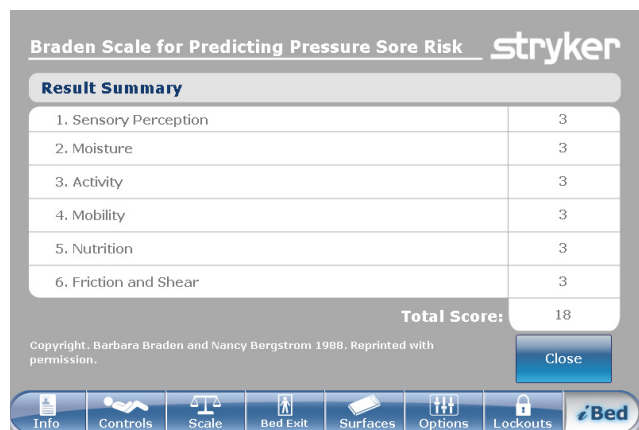 Braden Scale for Predicting Pressure Sore Risk stryker
Result Summary
1. Sensory Perception 3
2. Moisture 3
3. Activity 3
4. Mobility 3
5. Nutrition 3
6. Friction and Shear 3
Total Score: 18
Copyright. Barbara Braden and Nancy Bergstrom 1988. Reprinted with
permission.
Close
Info Controls Scale Bed Exit Surfaces Options Lockouts iBed